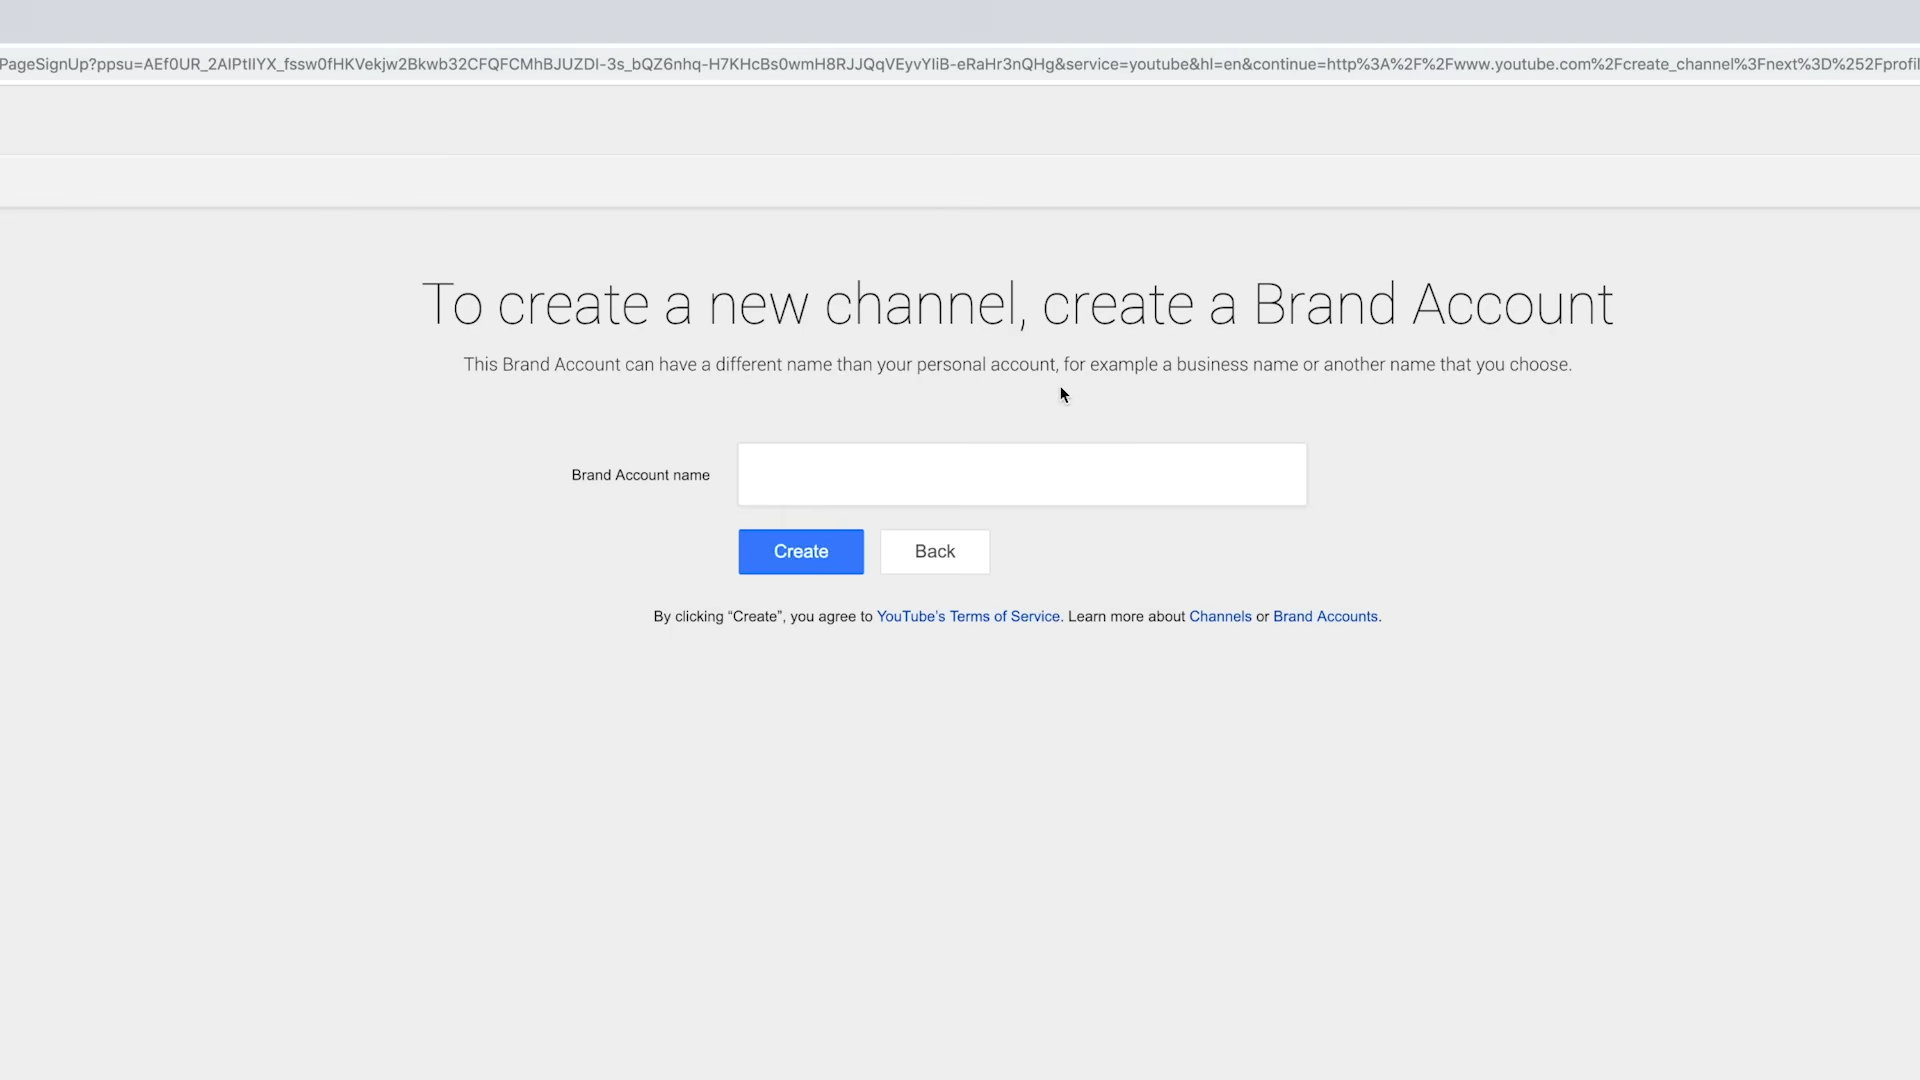 PageSignUp?ppsu=AEf0UR_2AIPtIIYX_fssw0fHKVekjw2Bkwb32CFQFCMhBJUZDI-3s_bQZ6nhq-H7KHcBs0wmH8RJJQqVEyvYIiB-eRaHr3nQHg&service=youtube&hl=en&continue=http%3A%2F%2Fwww.youtube.com%2Fcreate_channel%3Fnext%3D%252Fprofil
To create a new channel, create a Brand Account
This Brand Account can have a different name than your personal account, for example a business name or another name that you choose.
Brand Account name
Create Back
By clicking “Create”, you agree to YouTube’s Terms of Service. Learn more about Channels or Brand Accounts.